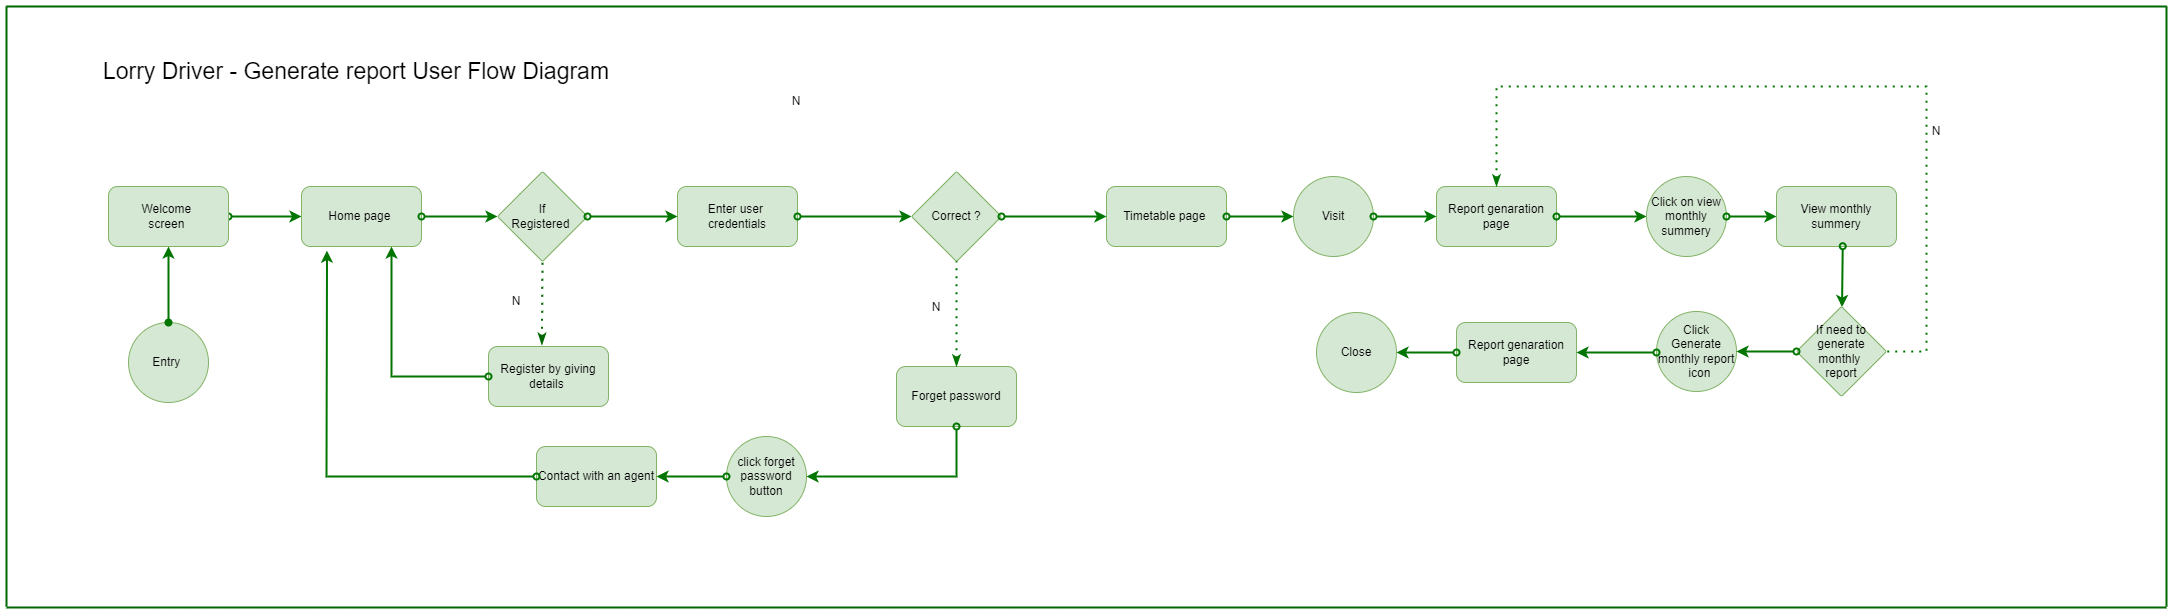 Lorry Driver - Generate report User Flow Diagram
N
N
Welcome
screen
Home page
If
Registered
Enter user
credentials
Correct ?
Timetable page
Visit
Report genaration
page
Click on view
monthly
summery
View monthly
summery
N
N
Entry
Register by giving
details
Forget password
Close
Report genaration
page
Click
Generate
monthly report
icon
If need to
generate
monthly
report
Contact with an agent
click forget
password
button